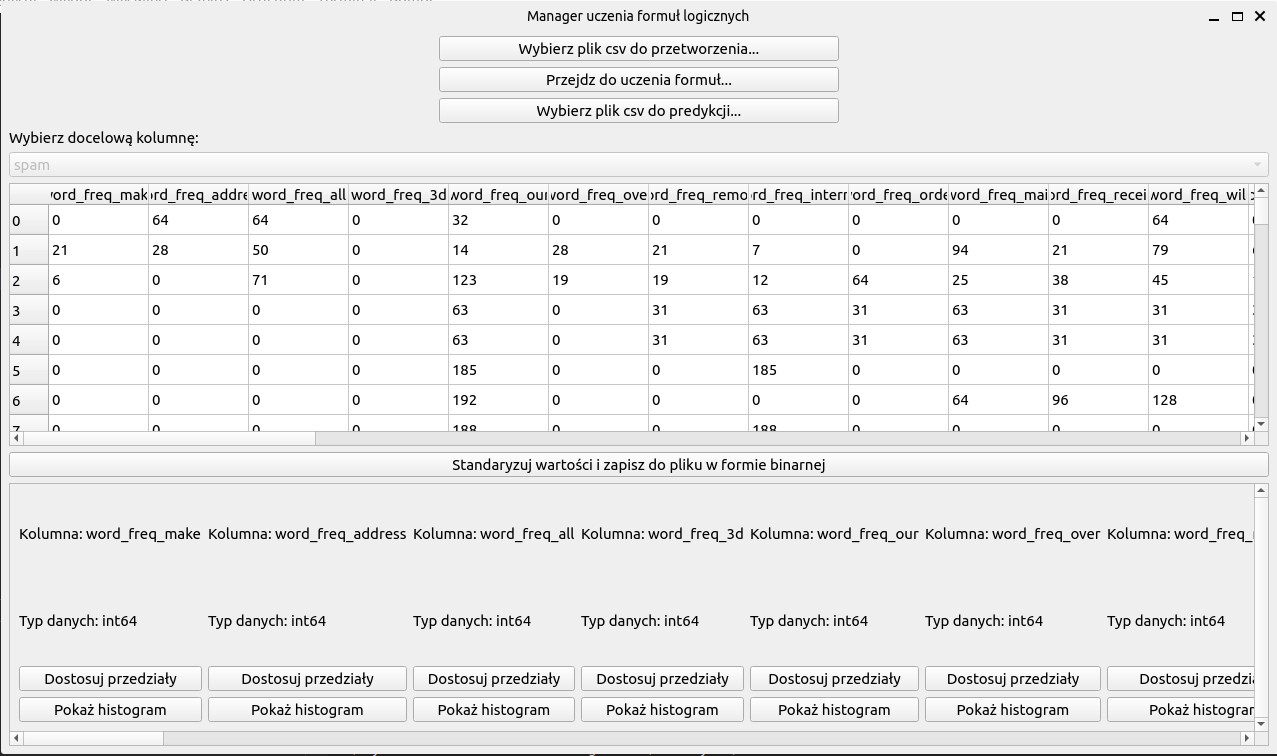 Manager uczenia formuł logicznych
Wybierz plik csv do przetworzenia...
Przejdz do uczenia formuł...
Wybierz plik csv do predykcji...
Wybierz docelową kolumnę:
spam
word_freq_mak ord_freq_addre word_freq_all word_freq_3d word_freq_our word_freq_ove ord_freq_remo rd_freq_interr word_freq_orde word_freq_mai ord_freq_recei word_freq_wil
0 0 64 64 0 32 0 0 0 0 0 0 64
1 21 28 50 0 14 28 21 7 0 94 21 79
2 6 0 71 0 123 19 19 12 64 25 38 45
3 0 0 0 0 63 0 31 63 31 63 31 31
4 0 0 0 0 63 0 31 63 31 63 31 31
5 0 0 0 0 185 0 0 185 0 0 0 0
6 0 0 0 0 192 0 0 0 0 64 96 128
7 0 0 0 0 188 0 0 188 0 0 0 0
Standaryzuj wartości i zapisz do pliku w formie binarnej
Kolumna: word_freq_make Kolumna: word_freq_address Kolumna: word_freq_all Kolumna: word_freq_3d Kolumna: word_freq_our Kolumna: word_freq_over Kolumna: word_freq_
Typ danych: int64 Typ danych: int64 Typ danych: int64 Typ danych: int64 Typ danych: int64 Typ danych: int64 Typ danych: int64
Dostosuj przedziały Dostosuj przedziały Dostosuj przedziały Dostosuj przedziały Dostosuj przedziały Dostosuj przedziały Dostosuj przedzia
Pokaż histogram Pokaż histogram Pokaż histogram Pokaż histogram Pokaż histogram Pokaż histogram Pokaż histogram